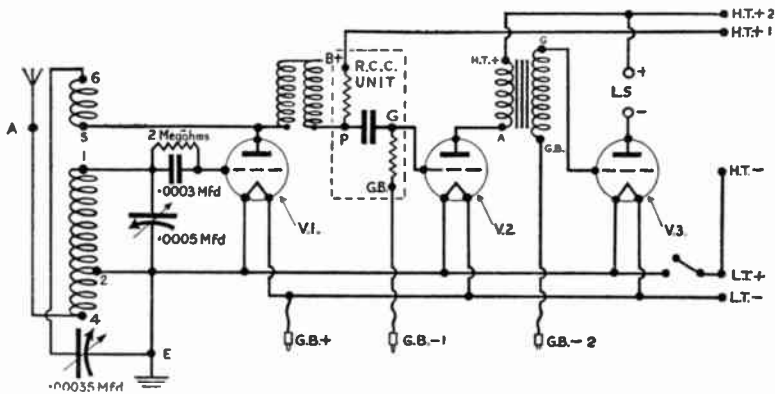 H.T.+2
H.T.+1
6
B+
R.C.C.
UNIT
H.T.+
G
+
L.S
-
A
5
2 Megohms
P
G
A
G.B.
1
.0003 Mfd
G.B.
H.T.-
.0005 Mfd
V.1.
V.2.
V.3.
2
L.T.+
4
L.T.-
G.B.+
G.B.-1
G.B.-2
E
.00035 Mfd